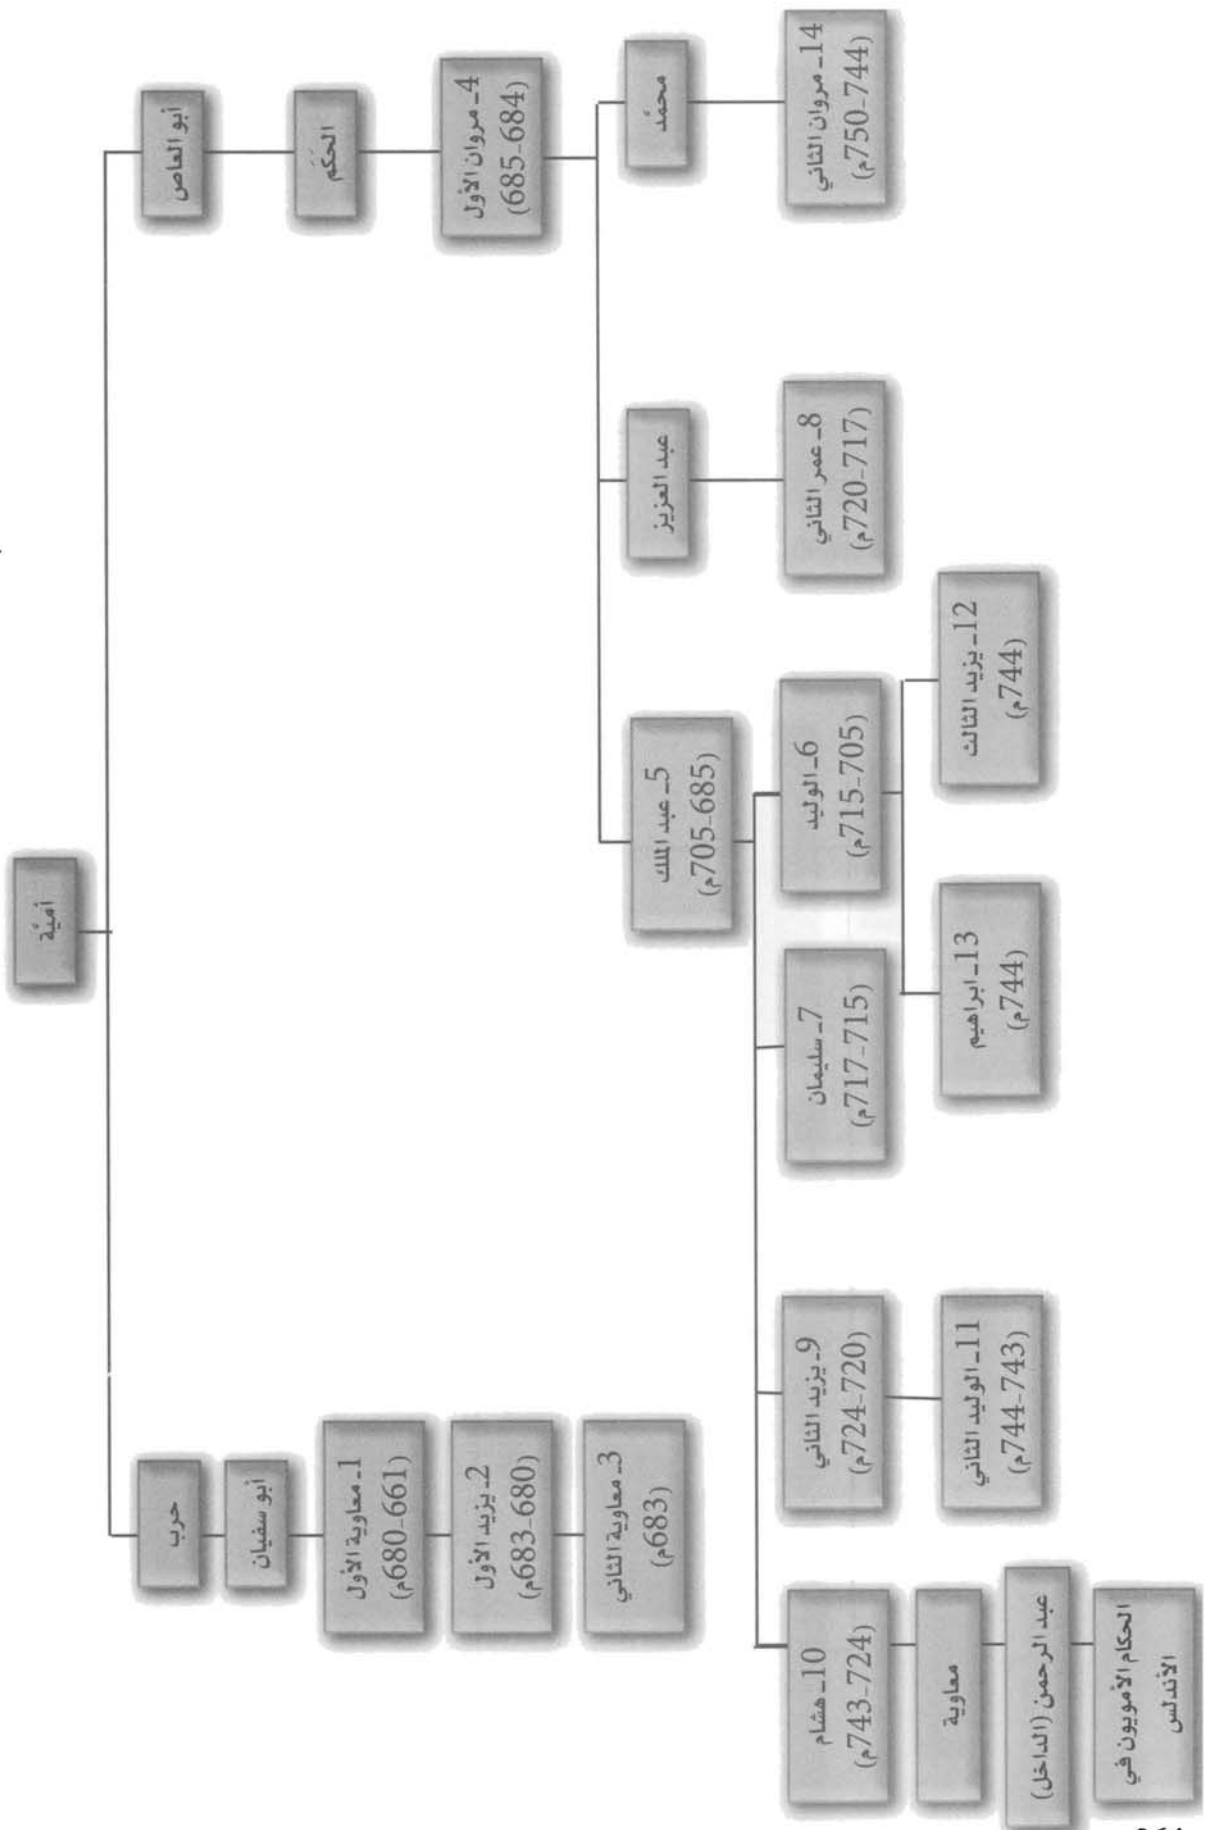 أميّة
أبو العاص
حرب
الحَكَم
أبو سفيان
4ـ مروان الأول
(684-685)
1ـ معاوية الأول
(661-680م)
2ـ يزيد الأول
(680-683م)
3ـ معاوية الثاني
(683م)
محمّد
عبد العزيز
5ـ عبد الملك
(685-705م)
14ـ مروان الثاني
(744-750م)
8ـ عمر الثاني
(717-720م)
6ـ الوليد
(705-715م)
7ـ سليمان
(715-717م)
9ـ يزيد الثاني
(720-724م)
10ـ هشام
(724-743م)
12ـ يزيد الثالث
(744م)
13ـ ابراهيم
(744م)
11ـ الوليد الثاني
(743-744م)
معاوية
عبد الرحمن (الداخل)
الحكام الأمويون في
الأندلس